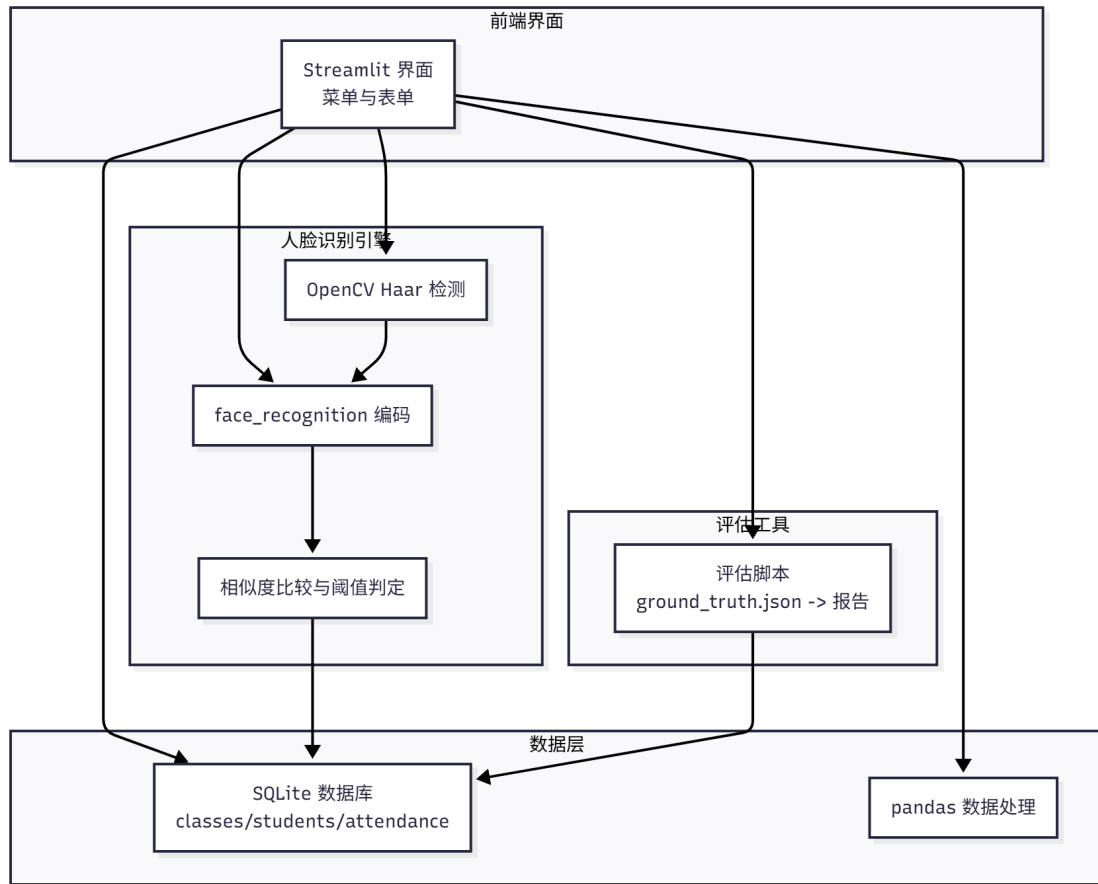 前端界面
Streamlit 界面
菜单与表单
人脸识别引擎
OpenCV Haar 检测
face_recognition 编码
相似度比较与阈值判定
评估工具
评估脚本
ground_truth.json -> 报告
数据层
SQLite 数据库
classes/students/attendance
pandas 数据处理